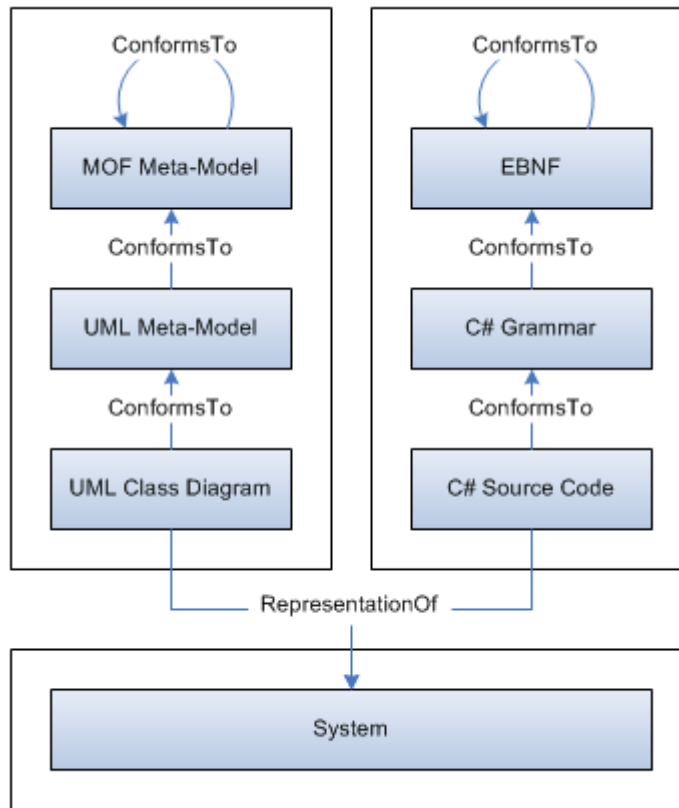 ConformsTo
MOF Meta-Model
ConformsTo
UML Meta-Model
ConformsTo
UML Class Diagram
ConformsTo
EBNF
ConformsTo
C# Grammar
ConformsTo
C# Source Code
RepresentationOf
System